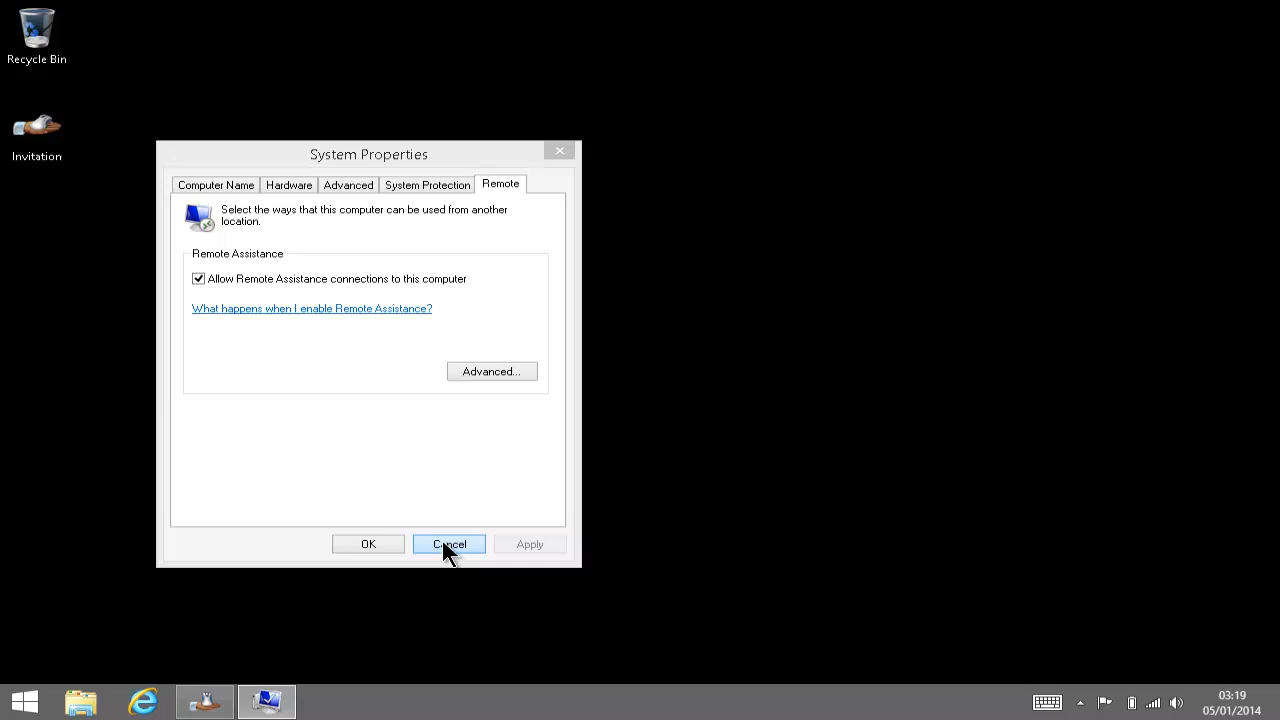 Recycle Bin
Invitation
System Properties
Computer Name
Hardware
Advanced
System Protection
Remote
Select the ways that this computer can be used from another
location.
Remote Assistance
Allow Remote Assistance connections to this computer
What happens when I enable Remote Assistance?
Advanced...
OK
Cancel
Apply
03:19
05/01/2014